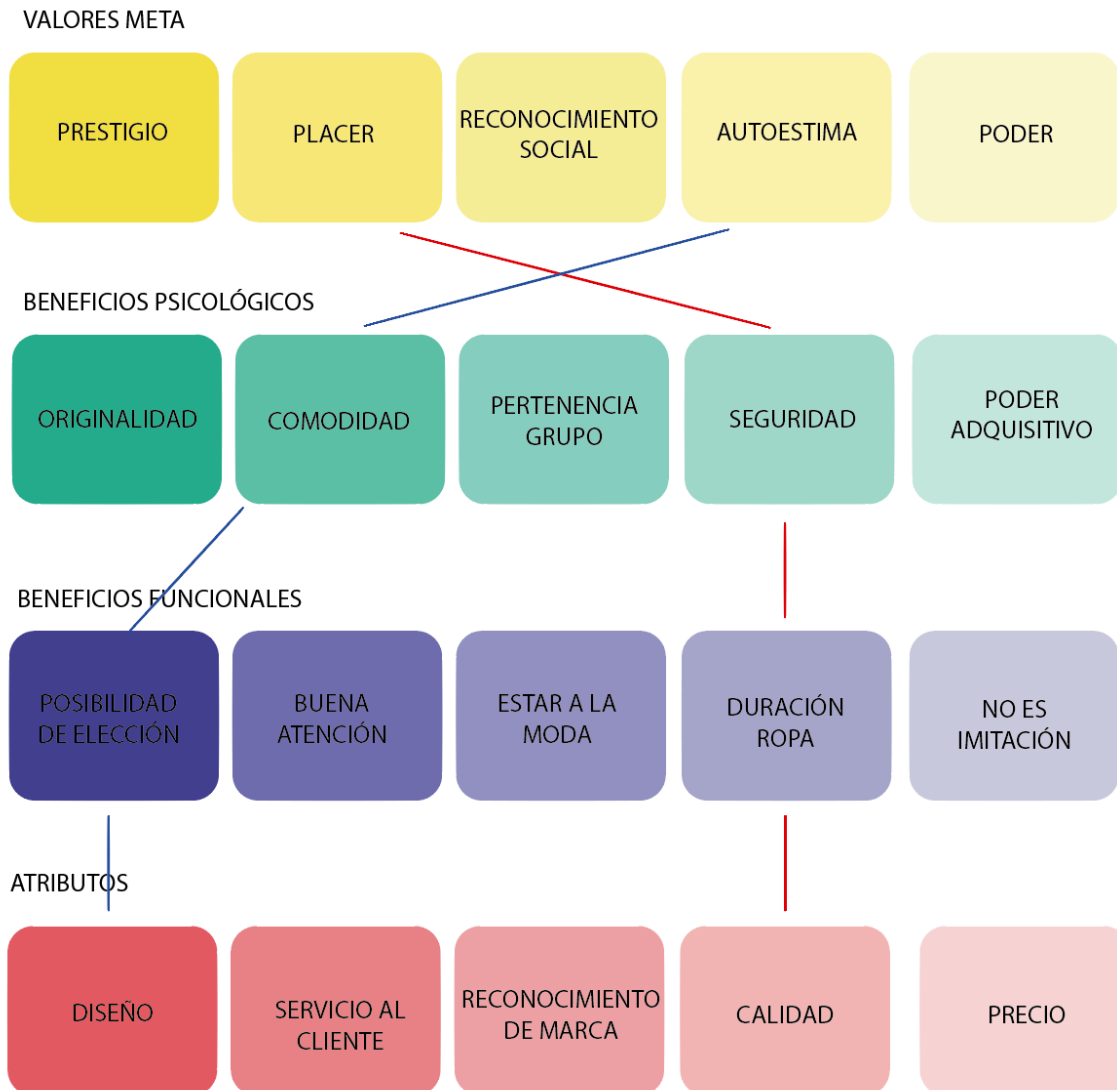 VALORES META
PRESTIGIO
PLACER
RECONOCIMIENTO
SOCIAL
AUTOESTIMA
PODER
BENEFICIOS PSICOLÓGICOS
ORIGINALIDAD
COMODIDAD
PERTENENCIA
GRUPO
SEGURIDAD
PODER
ADQUISITIVO
BENEFICIOS FUNCIONALES
POSIBILIDAD
DE ELECCIÓN
BUENA
ATENCIÓN
ESTAR A LA
MODA
DURACIÓN
ROPA
NO ES
IMITACIÓN
ATRIBUTOS
DISEÑO
SERVICIO AL
CLIENTE
RECONOCIMIENTO
DE MARCA
CALIDAD
PRECIO